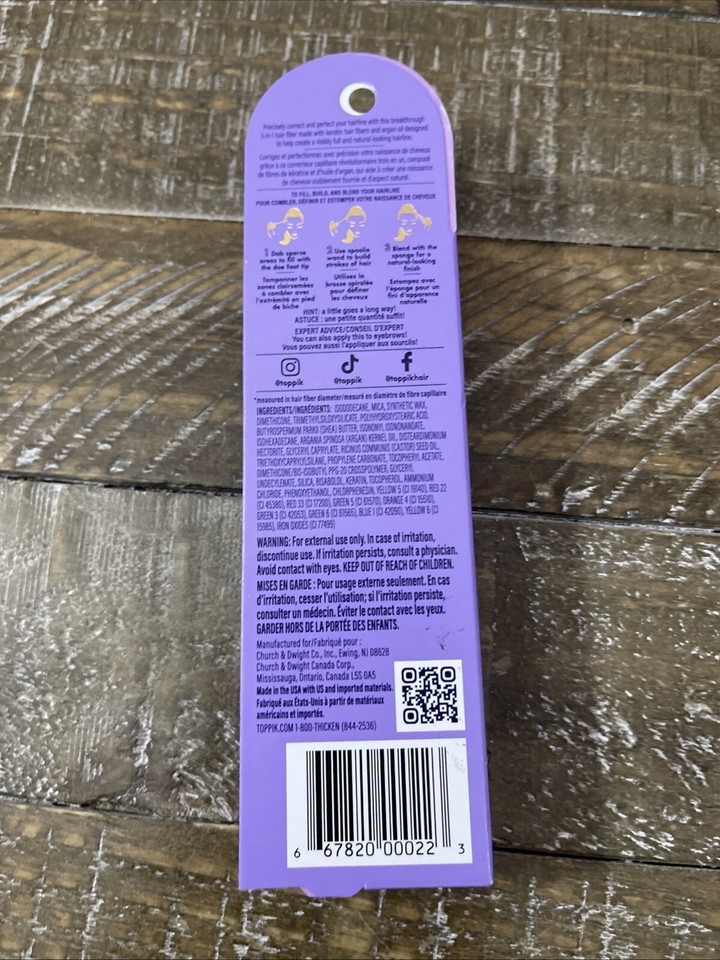 Precisely correct and perfect your hairline with this breakthrough
3-in-1 hair filler made with keratin hair fibers and argan oil designed
to help create a visibly full and natural-looking hairline.
Corrigez et perfectionnez avec précision votre naissance de cheveux
grâce à ce correcteur capillaire révolutionnaire trois en un, composé
de fibres de kératine et d'huile d'argan, qui aide à créer une naissance
de cheveux visiblement fournie et d'aspect naturel.
TO FILL, BUILD, AND BLEND YOUR HAIRLINE
POUR COMBLER, DÉFINIR ET ESTOMPER VOTRE NAISSANCE DE CHEVEUX
1 Dab sparse
areas to fill with
the doe foot tip
Tamponner les
zones clairsemées
à combler avec
l'extrémité en pied
de biche
2 Use spoolie
wand to build
strokes of hair
Utilisez la
brosse spiralée
pour définir
les cheveux
3 Blend with the
sponge for a
natural-looking
finish
Estompez avec
l'éponge pour un
fini d'apparence
naturelle
HINT: a little goes a long way!
ASTUCE : une petite quantité suffit!
EXPERT ADVICE/CONSEIL D'EXPERT
You can also apply this to eyebrows!
Vous pouvez aussi l'appliquer aux sourcils!
@toppik @toppik @toppikhair
*measured in hair fiber diameter/mesuré en diamètre de fibre capillaire
INGREDIENTS/INGRÉDIENTS: ISODODECANE, MICA, SYNTHETIC WAX,
DIMETHICONE, TRIMETHYLSILOXYSILICATE, POLYHYDROXYSTEARIC ACID,
BUTYROSPERMUM PARKII (SHEA) BUTTER, ISONONYL ISONONANOATE,
ISOHEXADECANE, ARGANIA SPINOSA (ARGAN) KERNEL OIL, DISTEARDIMONIUM
HECTORITE, GLYCERYL CAPRYLATE, RICINUS COMMUNIS (CASTOR) SEED OIL,
TRIETHOXYCAPRYLYLSILANE, PROPYLENE CARBONATE, TOCOPHERYL ACETATE,
DIMETHICONE/BIS-ISOBUTYL PPG-20 CROSSPOLYMER, GLYCERYL
UNDECYLENATE, SILICA, BISABOLOL, KERATIN, TOCOPHEROL, AMMONIUM
CHLORIDE, PHENOXYETHANOL, CHLORPHENESIN, YELLOW 5 (CI 19140), RED 22
(CI 45380), RED 33 (CI 17200), GREEN 5 (CI 61570), ORANGE 4 (CI 15510),
GREEN 3 (CI 42053), GREEN 6 (CI 61565), BLUE 1 (CI 42090), YELLOW 6 (CI
15985), IRON OXIDES (CI 77499)
WARNING: For external use only. In case of irritation,
discontinue use. If irritation persists, consult a physician.
Avoid contact with eyes. KEEP OUT OF REACH OF CHILDREN.
MISES EN GARDE : Pour usage externe seulement. En cas
d'irritation, cesser l'utilisation; si l'irritation persiste,
consulter un médecin. Éviter le contact avec les yeux.
GARDER HORS DE LA PORTÉE DES ENFANTS.
Manufactured for/Fabriqué pour :
Church & Dwight Co., Inc., Ewing, NJ 08628
Church & Dwight Canada Corp.,
Mississauga, Ontario, Canada L5S 0A5
Made in the USA with US and imported materials.
Fabriqué aux États-Unis à partir de matériaux
américains et importés.
TOPPIK.COM 1-800-THICKEN (844-2536)
6 67820 00022 3